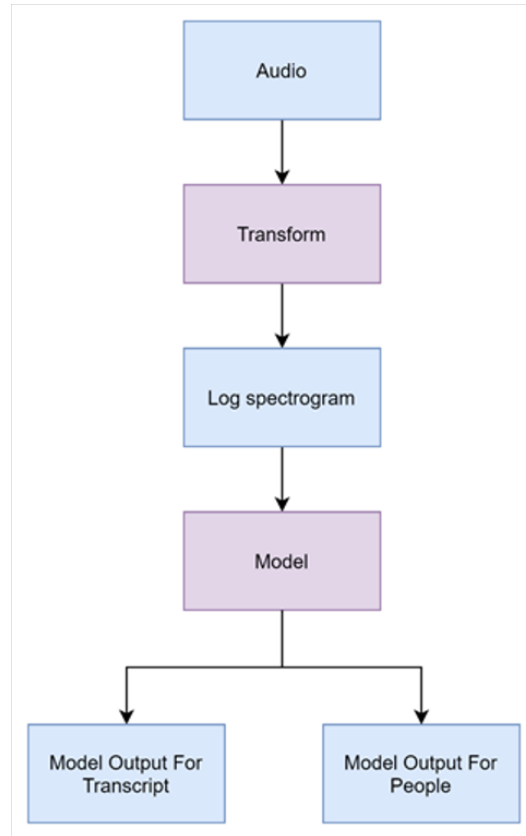 Audio
Transform
Log spectrogram
Model
Model Output For
Transcript
Model Output For
People